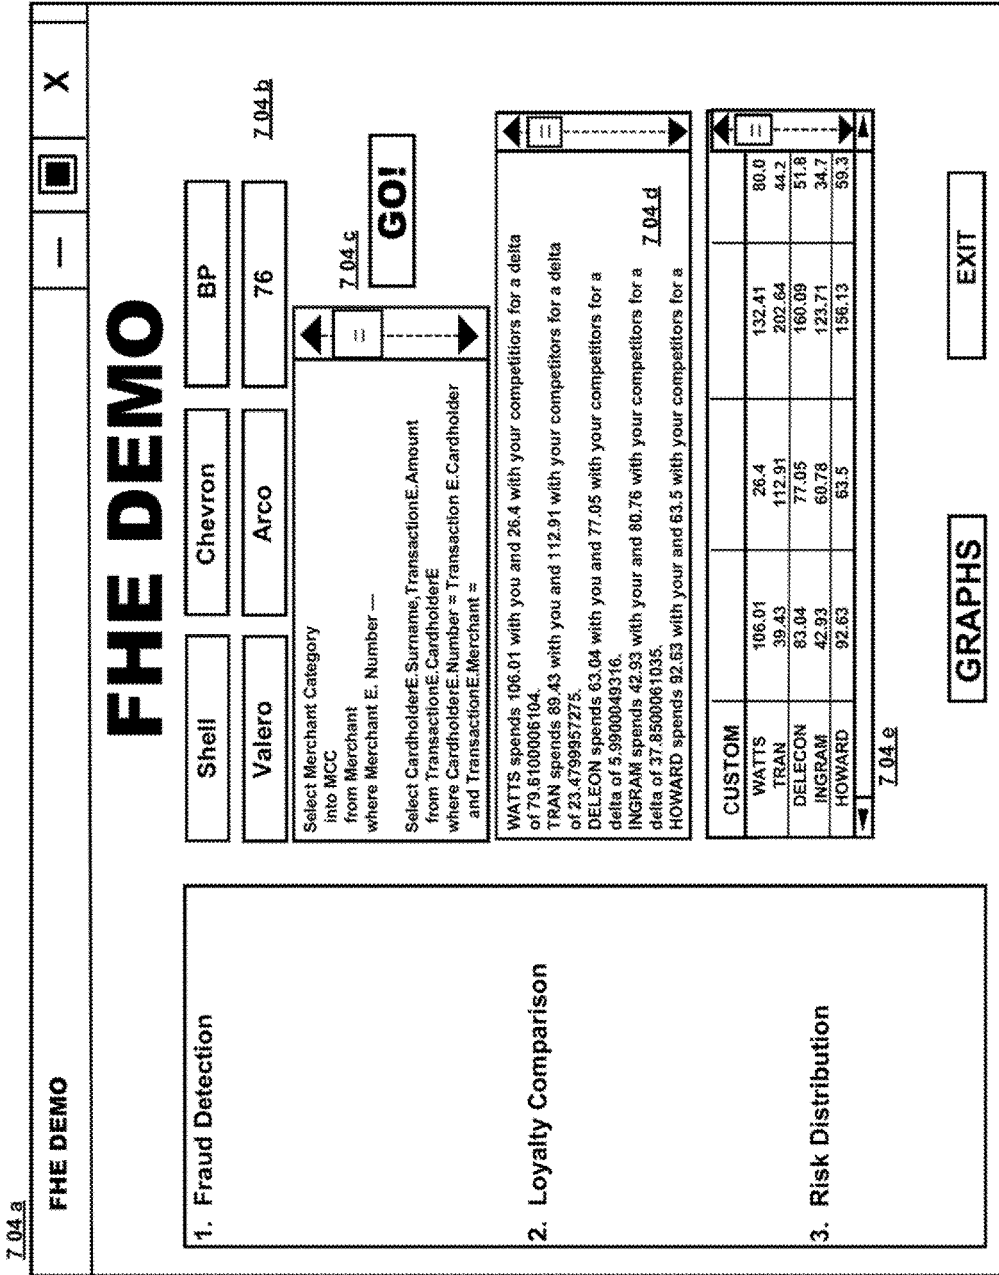 7 04 a
FHE DEMO
— X
FHE DEMO
1. Fraud Detection
2. Loyalty Comparison
3. Risk Distribution
Shell Chevron BP
Valero Arco 76
7 04 b
Select Merchant Category
into MCC
from Merchant
where Merchant E. Number —
Select CardholderE.Surname,TransactionE.Amount
from TransactionE.CardholderE
where CardholderE.Number = Transaction E.Cardholder
and TransactionE.Merchant =
7 04 c
GO!
WATTS spends 106.01 with you and 26.4 with your competitiors for a delta
of 79.6100006104.
TRAN spends 89.43 with you and 112.91 with your competitors for a delta
of 23.4799957275.
DELEON spends 63.04 with you and 77.05 with your competitors for a
delta of 5.9900049316.
INGRAM spends 42.93 with your and 80.76 with your competitors for a
delta of 37.8500061035.
HOWARD spends 92.63 with your and 63.5 with your competitors for a
7 04 d
CUSTOM
WATTS 106.01 26.4 132.41 80.0
TRAN 39.43 112.91 202.64 44.2
DELECON 83.04 77.05 160.09 51.8
INGRAM 42.93 60.78 123.71 34.7
HOWARD 92.63 63.5 156.13 59.3
7 04 e
GRAPHS EXIT